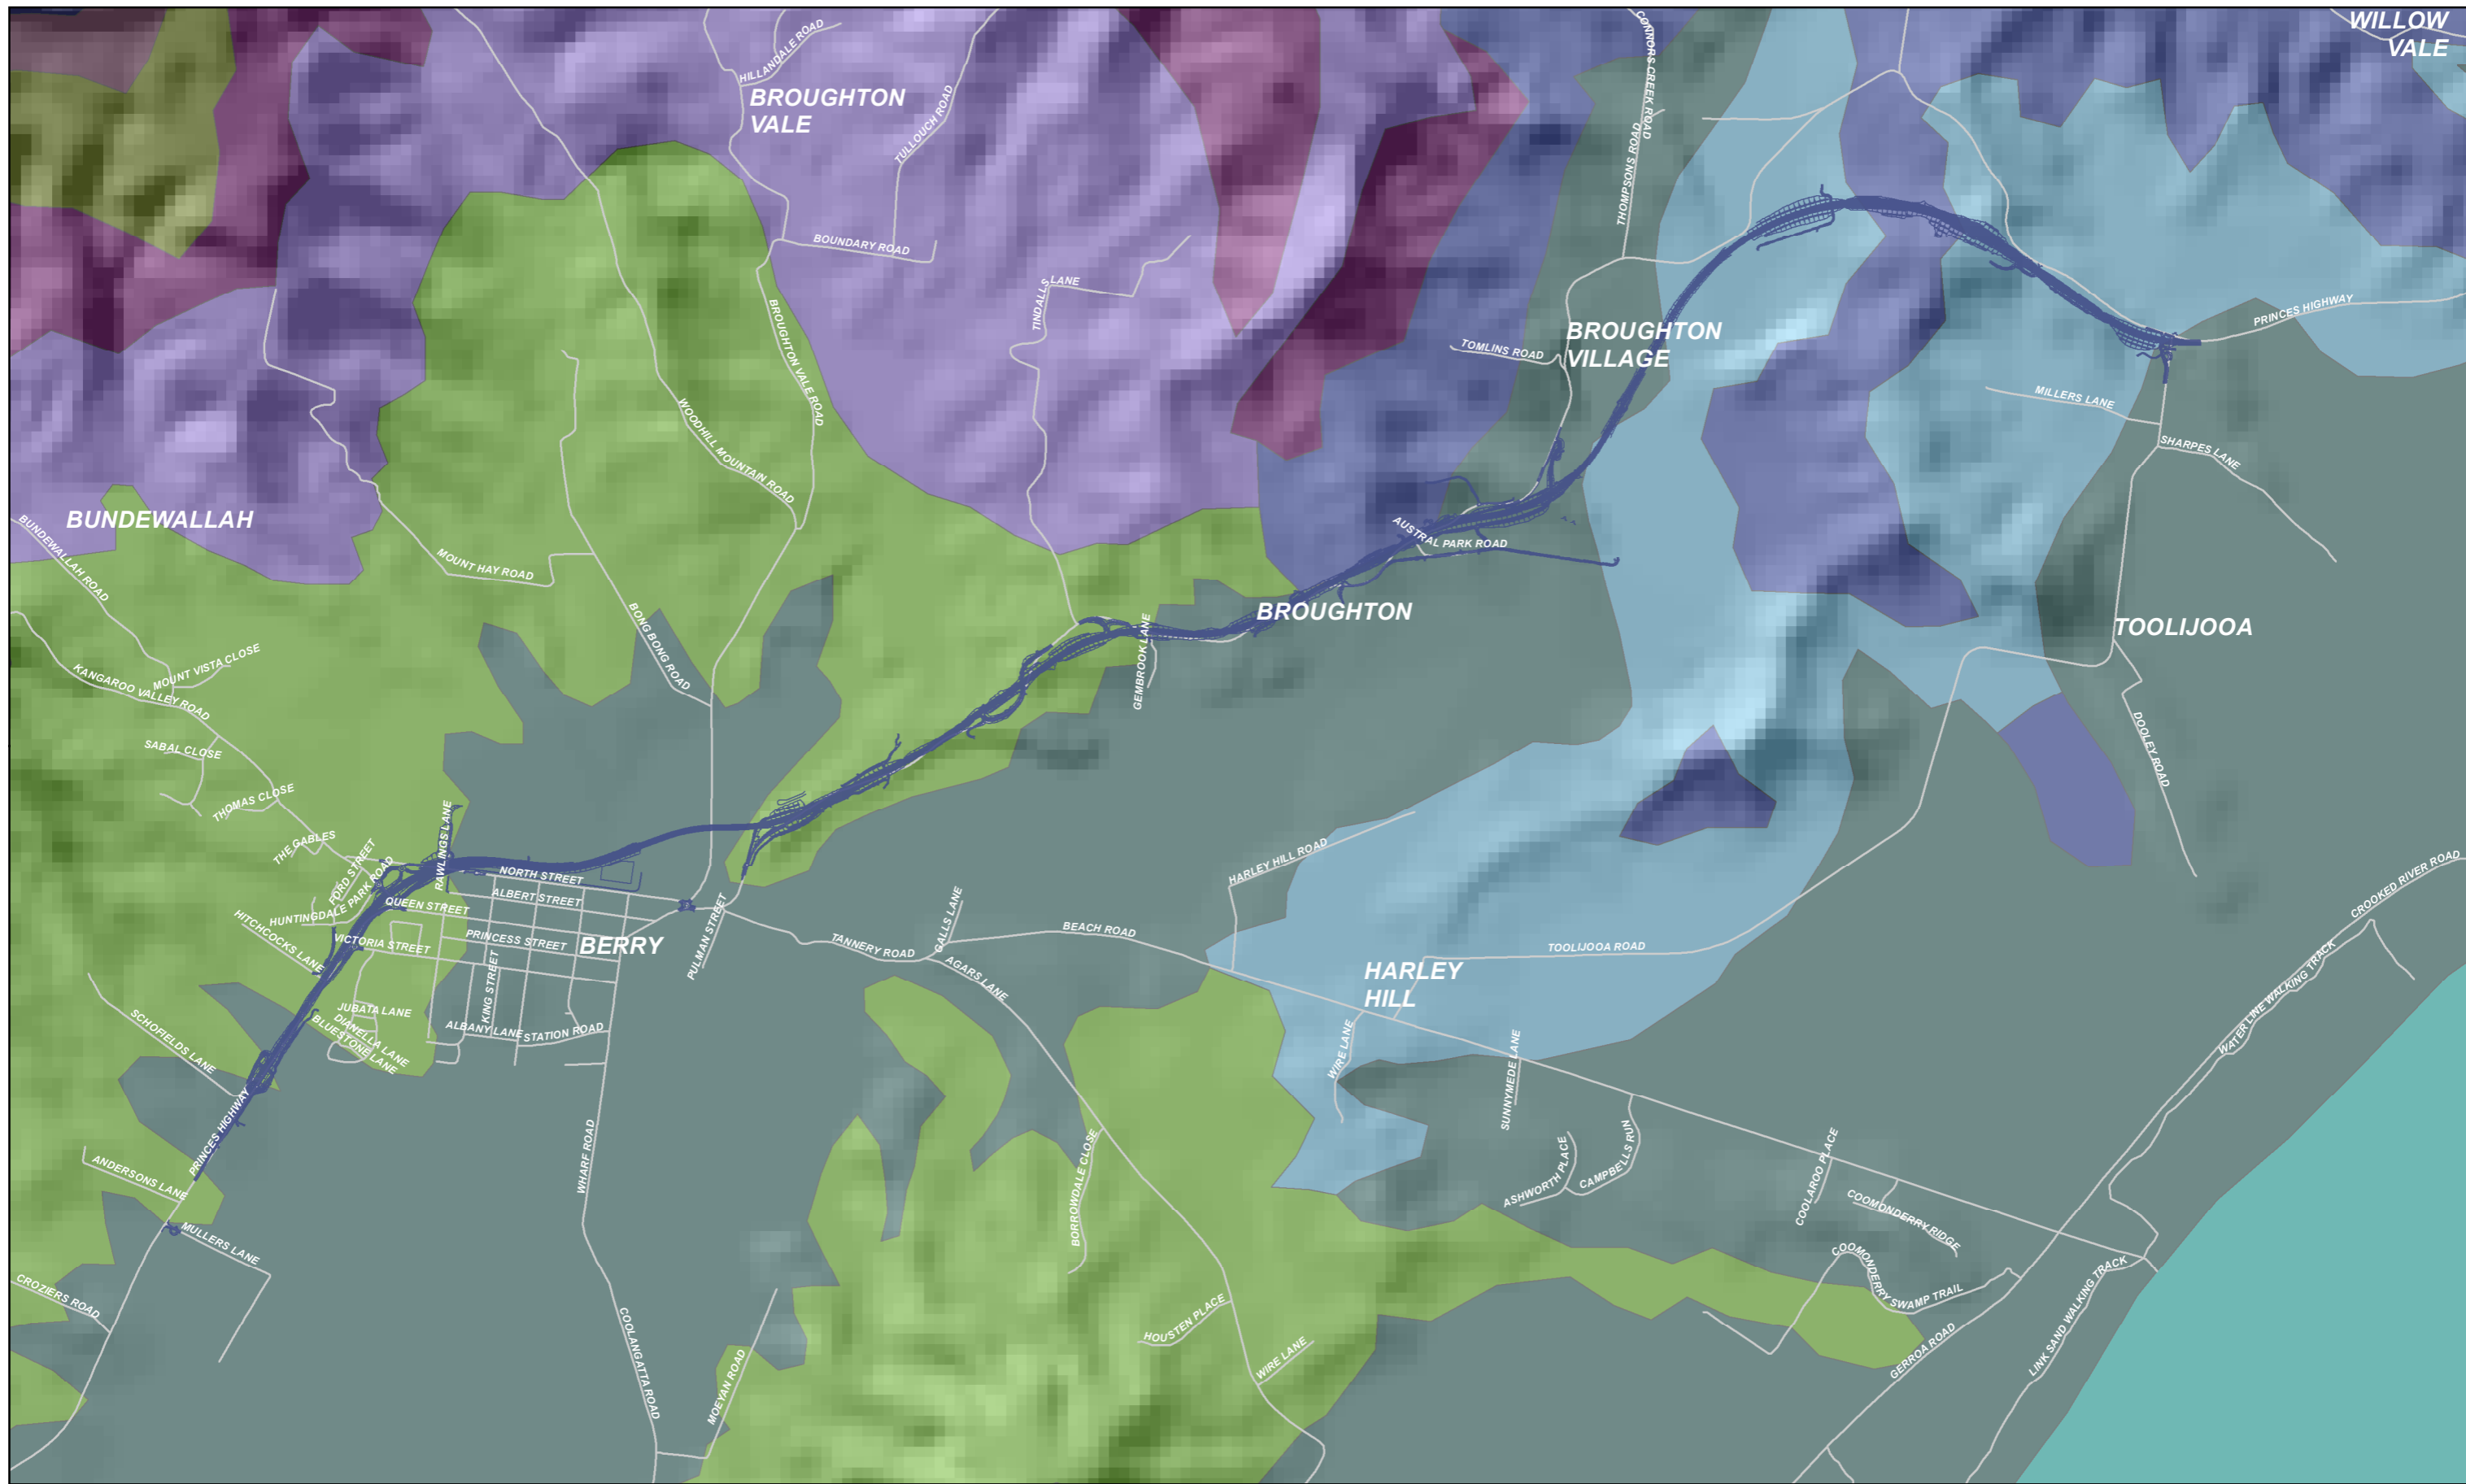 WILLOW
VALE
HILLANDALE ROAD
BROUGHTON
VALE
TULLOUCH ROAD
CONNORS CREEK ROAD
THOMPSONS ROAD
BOUNDARY ROAD
TINDALLS LANE
BROUGHTON VALE ROAD
PRINCES HIGHWAY
BROUGHTON
VILLAGE
TOMLINS ROAD
MILLERS LANE
SHARPES LANE
WOODHILL MOUNTAIN ROAD
BUNDEWALLAH
BUNDEWALLAH ROAD
MOUNT HAY ROAD
AUSTRAL PARK ROAD
BROUGHTON
GEMBROOK LANE
TOOLIJOOA
BONG BONG ROAD
MOUNT VISTA CLOSE
KANGAROO VALLEY ROAD
SABAL CLOSE
DOOLEY ROAD
THOMAS CLOSE
THE GABLES
FORD STREET
RAWLINGS LANE
HUNTINGDALE PARK ROAD
NORTH STREET
ALBERT STREET
QUEEN STREET
HARLEY HILL ROAD
CROOKED RIVER ROAD
HITCHCOCKS LANE
VICTORIA STREET
PRINCESS STREET
BERRY
PULMAN STREET
TANNERY ROAD
CALLS LANE
BEACH ROAD
TOOLIJOOA ROAD
HARLEY
HILL
AGARS LANE
KING STREET
WATER LINE WALKING TRACK
SCHOFIELDS LANE
JUBATA LANE
DIANELLA LANE
BLUESTONE LANE
ALBANY LANE
STATION ROAD
WIRE LANE
SUNNYMEDE LANE
PRINCES HIGHWAY
ANDERSONS LANE
WHARF ROAD
BORROWDALE CLOSE
ASHWORTH PLACE
CAMPBELLS RUN
COOLAROO PLACE
COOMONDERRY RIDGE
MULLERS LANE
CROZIERS ROAD
COOMONDERRY SWAMP TRAIL
LINK SAND WALKING TRACK
COOLANGATTA ROAD
MOEYAN ROAD
HOUSTEN PLACE
WIRE LANE
GERROA ROAD